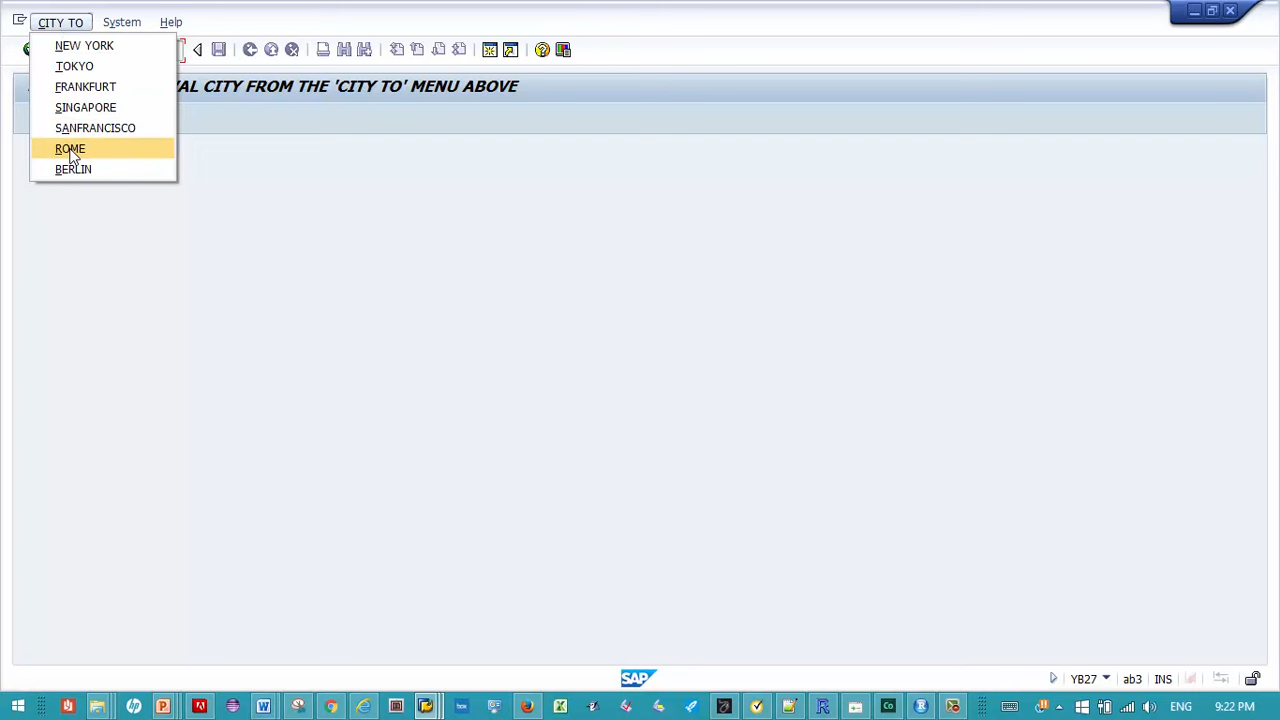 CITY TO System Help
NEW YORK
TOKYO
FRANKFURT
SINGAPORE
SANFRANCISCO
ROME
BERLIN
CITY FROM THE 'CITY TO' MENU ABOVE
SAP
YB27 ab3 INS
ENG 9:22 PM